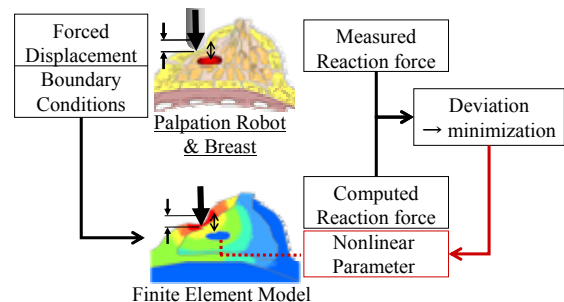 Forced
Displacement
Boundary
Conditions
Palpation Robot
& Breast
Measured
Reaction force
Deviation
→ minimization
Computed
Reaction force
Nonlinear
Parameter
Finite Element Model